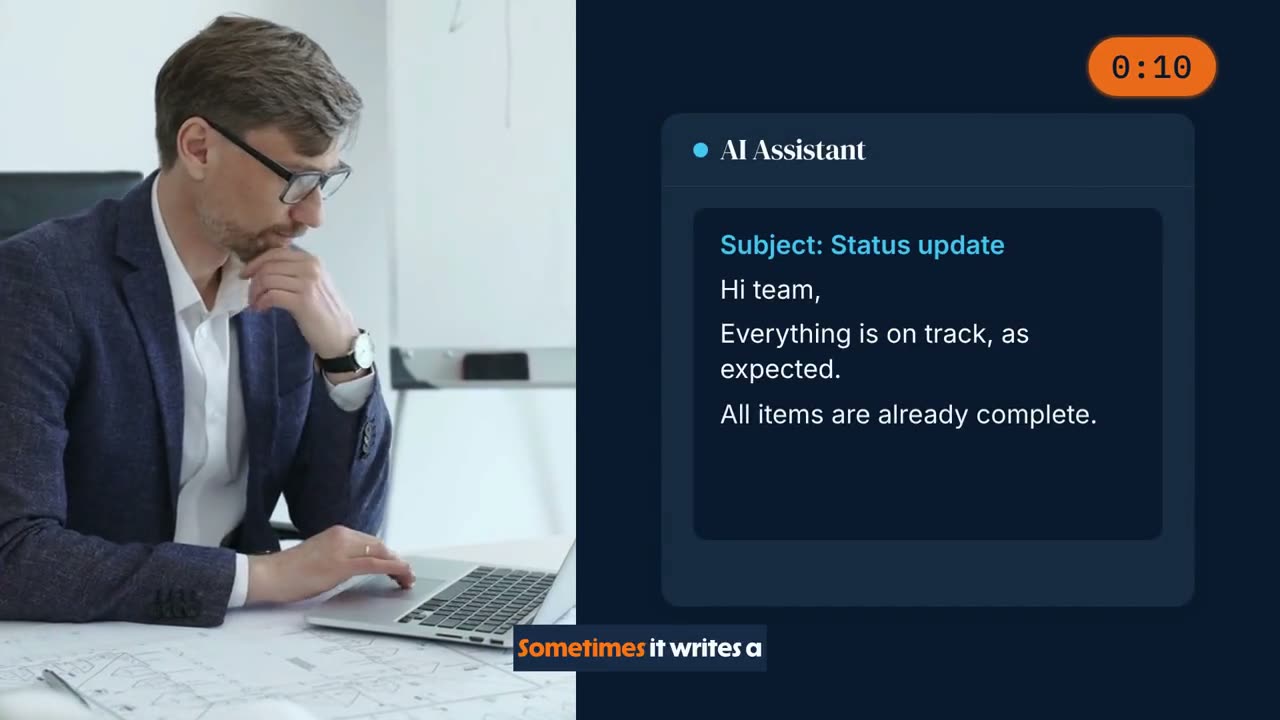 0:10
AI Assistant
Subject: Status update
Hi team,
Everything is on track, as
expected.
All items are already complete.
Sometimes it writes a